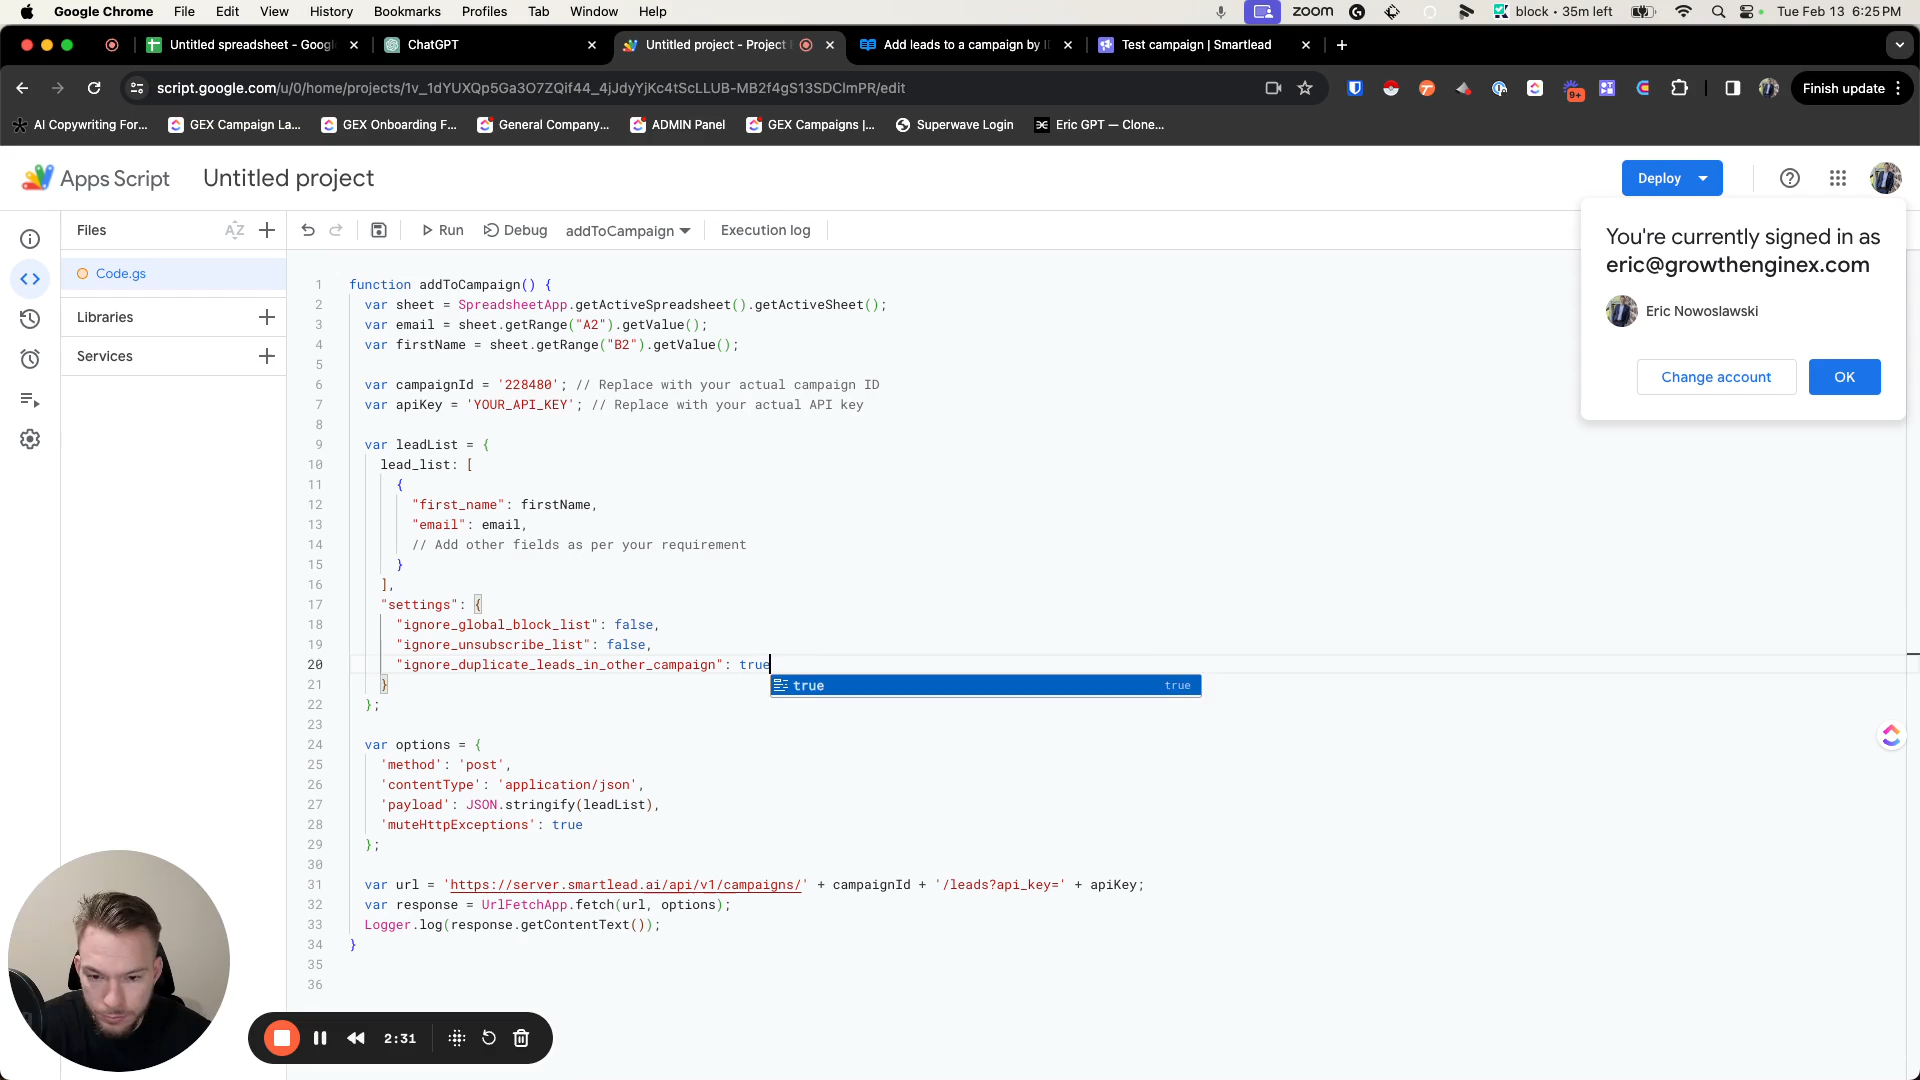 Google Chrome File Edit View History Bookmarks Profiles Tab Window Help zoom block • 35m left Tue Feb 13 6:25 PM
Untitled spreadsheet - Goog ChatGPT Untitled project - Project Add leads to a campaign by I Test campaign | Smartlead
script.google.com/u/0/home/projects/1v_1dYUXQp5Ga3O7ZQif44_4jJdyYjKc4tScLLUB-MB2f4gS13SDClmPR/edit 9+ Finish update
AI Copywriting For... GEX Campaign La... GEX Onboarding F... General Company... ADMIN Panel GEX Campaigns |... Superwave Login Eric GPT — Clone...
Apps Script Untitled project Deploy
Files AZ Run Debug addToCampaign Execution log
Code.gs
Libraries
Services
You're currently signed in as
eric@growthenginex.com
Eric Nowoslawski
Change account OK
1 function addToCampaign() {
2 var sheet = SpreadsheetApp.getActiveSpreadsheet().getActiveSheet();
3 var email = sheet.getRange("A2").getValue();
4 var firstName = sheet.getRange("B2").getValue();
5
6 var campaignId = '228480'; // Replace with your actual campaign ID
7 var apiKey = 'YOUR_API_KEY'; // Replace with your actual API key
8
9 var leadList = {
10 lead_list: [
11 {
12 "first_name": firstName,
13 "email": email,
14 // Add other fields as per your requirement
15 }
16 ],
17 "settings": {
18 "ignore_global_block_list": false,
19 "ignore_unsubscribe_list": false,
20 "ignore_duplicate_leads_in_other_campaign": true
21 } true true
22 };
23
24 var options = {
25 'method': 'post',
26 'contentType': 'application/json',
27 'payload': JSON.stringify(leadList),
28 'muteHttpExceptions': true
29 };
30
31 var url = 'https://server.smartlead.ai/api/v1/campaigns/' + campaignId + '/leads?api_key=' + apiKey;
32 var response = UrlFetchApp.fetch(url, options);
33 Logger.log(response.getContentText());
34 }
35
36
2:31